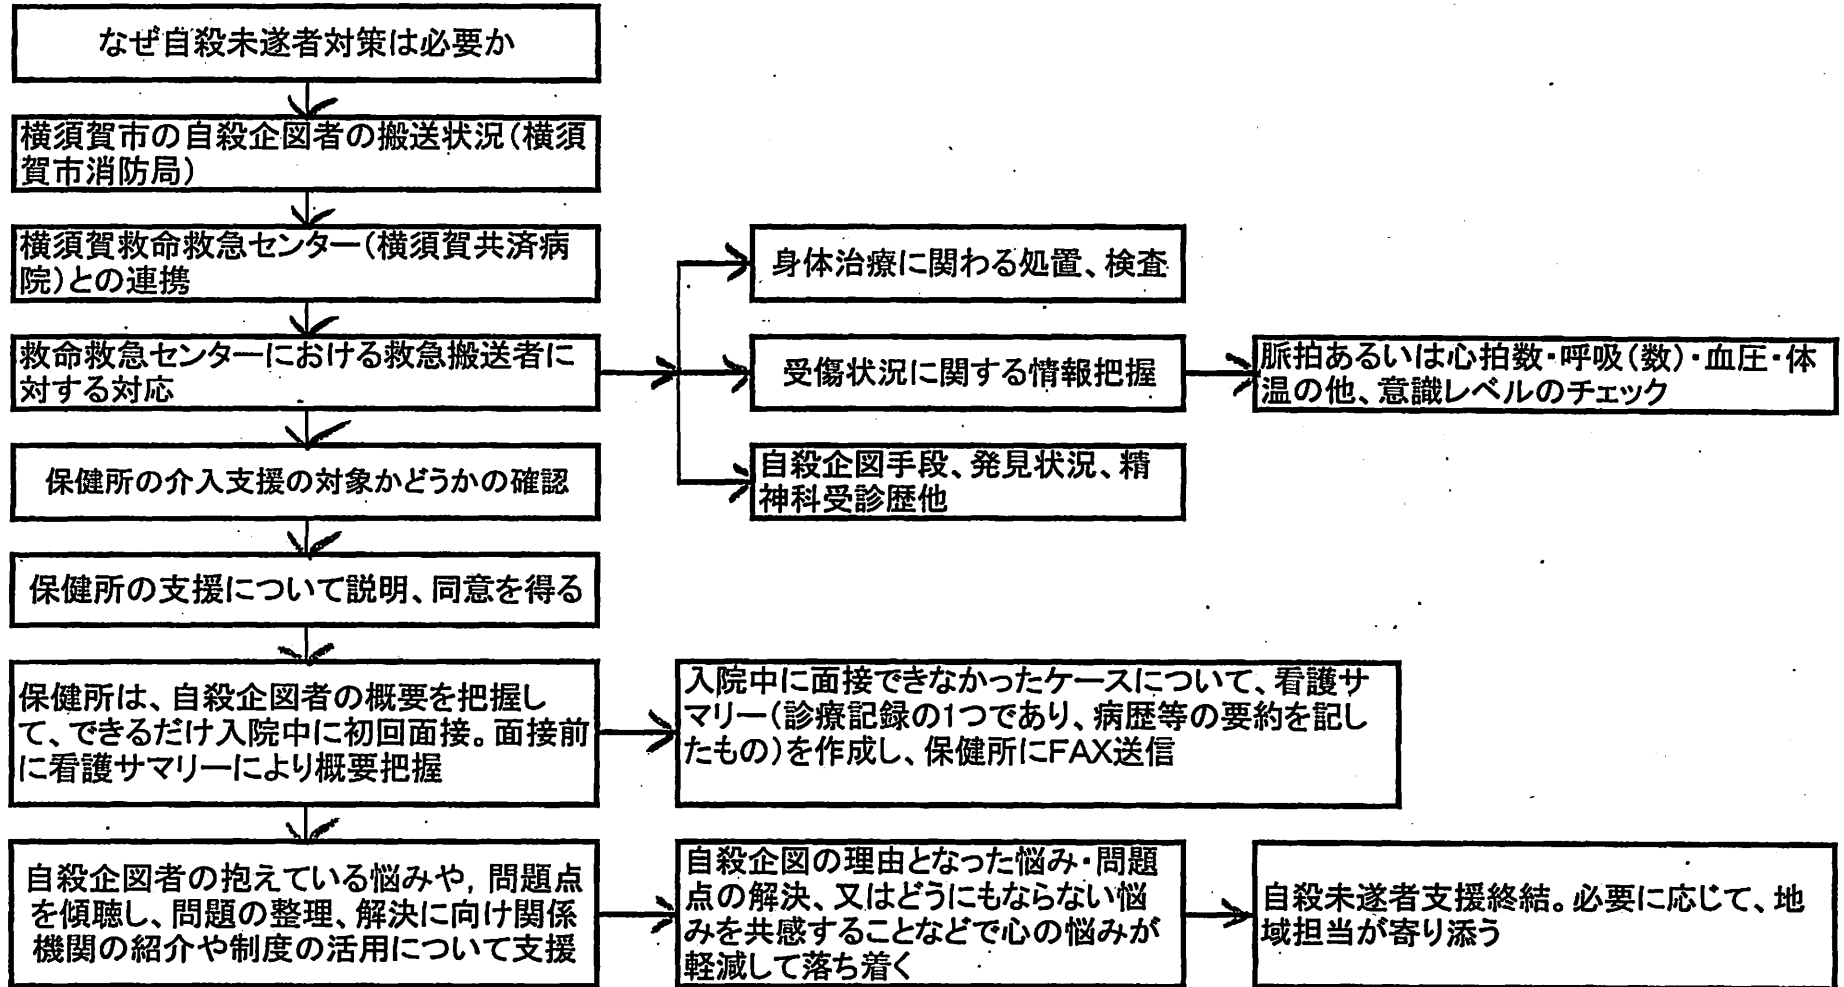 なぜ自殺未遂者対策は必要か
横須賀市の自殺企図者の搬送状況(横須
賀市消防局)
横須賀救命救急センター(横須賀共済病
院)との連携
救命救急センターにおける救急搬送者に
対する対応
身体治療に関わる処置、検査
受傷状況に関する情報把握
脈拍あるいは心拍数・呼吸(数)・血圧・体
温の他、意識レベルのチェック
自殺企図手段、発見状況、精
神科受診歴他
保健所の介入支援の対象かどうかの確認
保健所の支援について説明、同意を得る
保健所は、自殺企図者の概要を把握し
て、できるだけ入院中に初回面接。面接前
に看護サマリーにより概要把握
入院中に面接できなかったケースについて、看護サ
マリー(診療記録の1つであり、病歴等の要約を記し
たもの)を作成し、保健所にFAX送信
自殺企図者の抱えている悩みや, 問題点
を傾聴し、問題の整理、解決に向け関係
機関の紹介や制度の活用について支援
自殺企図の理由となった悩み・問題
点の解決、又はどうにもならない悩
みを共感することなどで心の悩みが
軽減して落ち着く
自殺未遂者支援終結。必要に応じて、地
域担当が寄り添う